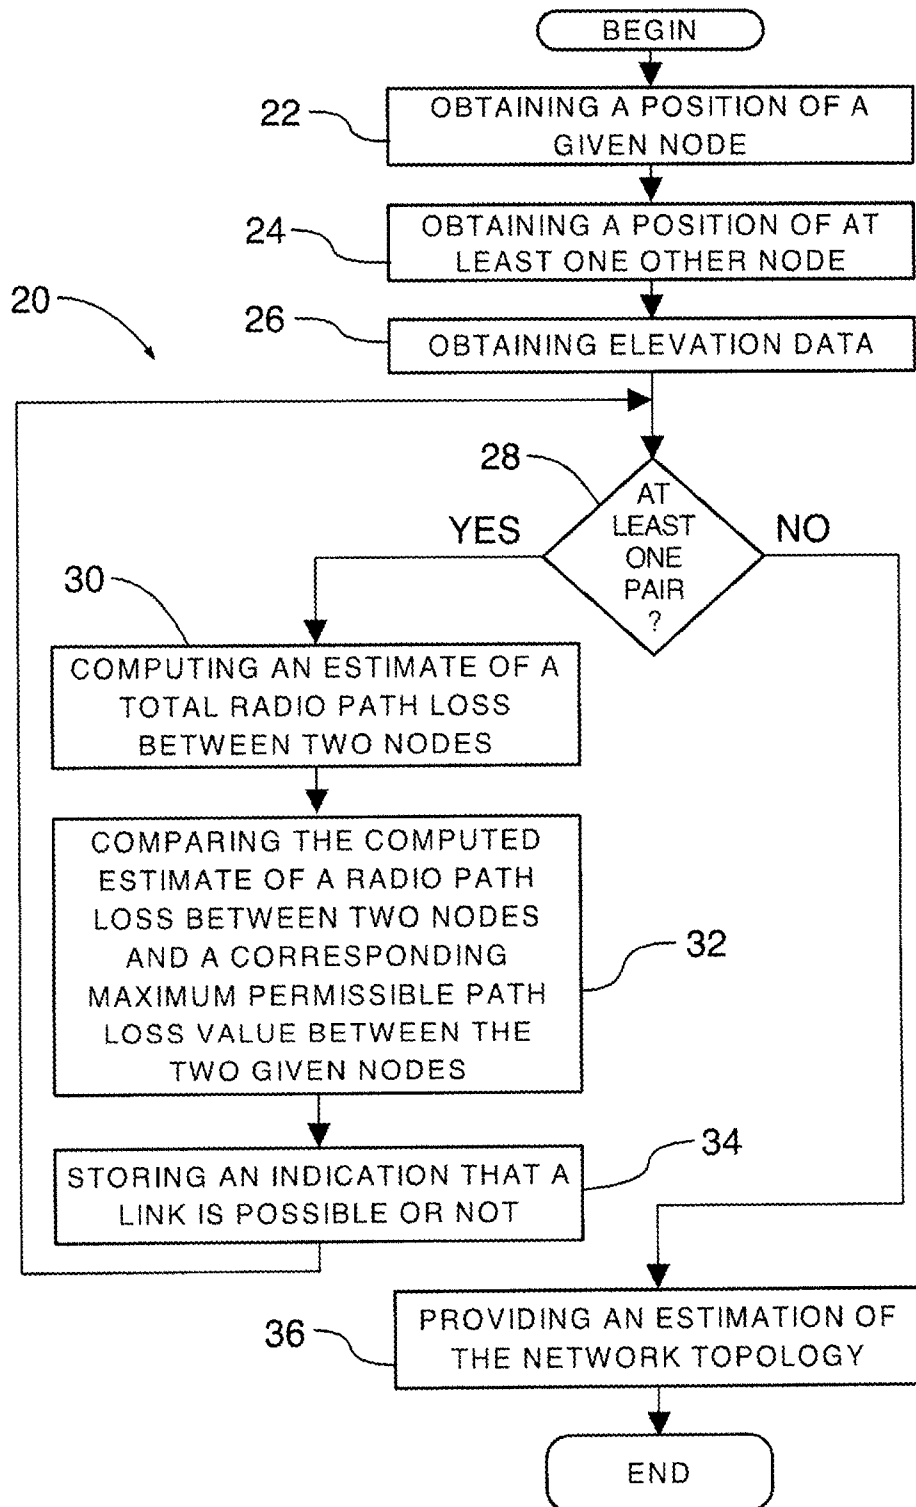 BEGIN
22
OBTAINING A POSITION OF A
GIVEN NODE
24
OBTAINING A POSITION OF AT
LEAST ONE OTHER NODE
20
26
OBTAINING ELEVATION DATA
28
AT
LEAST
ONE
PAIR
?
YES
NO
30
COMPUTING AN ESTIMATE OF A
TOTAL RADIO PATH LOSS
BETWEEN TWO NODES
COMPARING THE COMPUTED
ESTIMATE OF A RADIO PATH
LOSS BETWEEN TWO NODES
AND A CORRESPONDING
MAXIMUM PERMISSIBLE PATH
LOSS VALUE BETWEEN THE
TWO GIVEN NODES
32
34
STORING AN INDICATION THAT A
LINK IS POSSIBLE OR NOT
36
PROVIDING AN ESTIMATION OF
THE NETWORK TOPOLOGY
END